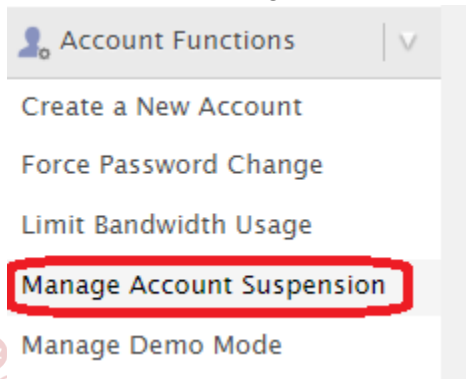 Account Functions
Create a New Account
Force Password Change
Limit Bandwidth Usage
Manage Account Suspension
Manage Demo Mode